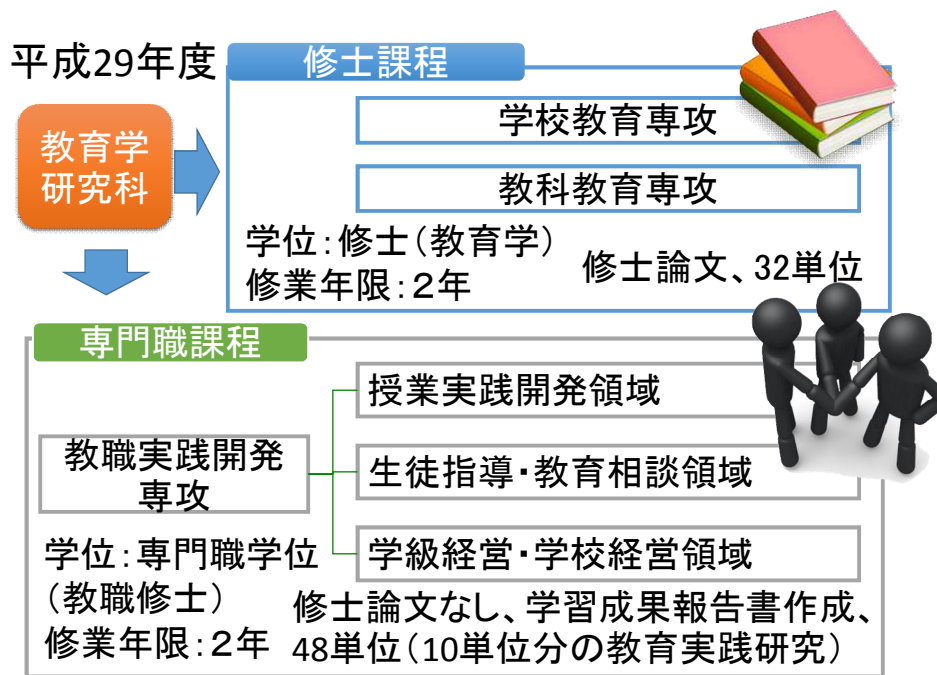 平成29年度
修士課程
教育学
研究科
学校教育専攻
教科教育専攻
学位：修士（教育学）
修業年限：２年
修士論文、32単位
専門職課程
教職実践開発
専攻
授業実践開発領域
生徒指導・教育相談領域
学級経営・学校経営領域
学位：専門職学位
（教職修士）
修業年限：２年
修士論文なし、学習成果報告書作成、
48単位（10単位分の教育実践研究）